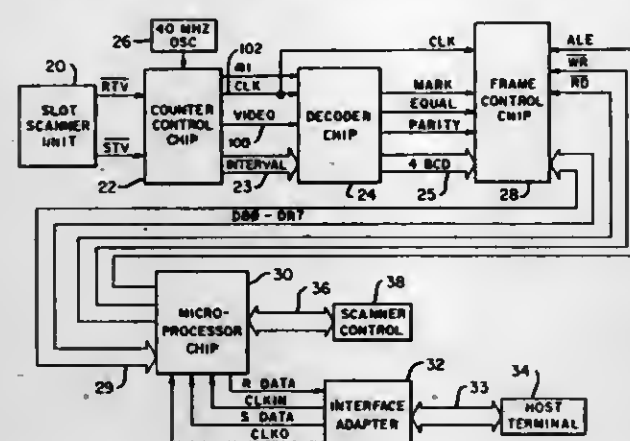 26
40 MHZ
OSC
102
CLK
ALE
WR
RD
20
RTV
STV
SLOT
SCANNER
UNIT
COUNTER
CONTROL
CHIP
22
CLK
VIDEO
100
INTERVAL
23
DECODER
CHIP
24
MARK
EQUAL
PARITY
4 BCD
25
FRAME
CONTROL
CHIP
28
30
MICRO-
PROCESSOR
CHIP
29
36
38
SCANNER
CONTROL
R DATA
CLKIN
S DATA
CLKO
32
INTERFACE
ADAPTER
33
34
HOST
TERMINAL